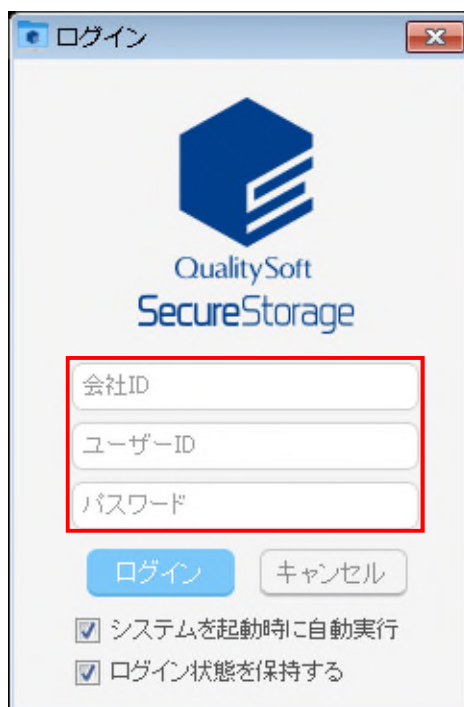 ログイン
QualitySoft
SecureStorage
会社ID
ユーザーID
パスワード
ログイン キャンセル
システムを起動時に自動実行
ログイン状態を保持する